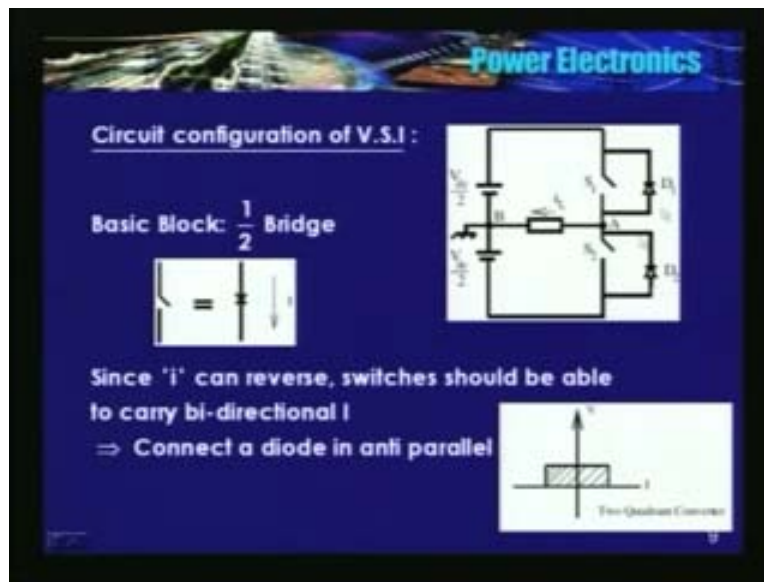 Power Electronics
Circuit configuration of V.S.I :
Basic Block: 1/2 Bridge
=
Since 'i' can reverse, switches should be able
to carry bi-directional I
⇒ Connect a diode in anti parallel
B
A
S
D
S
D
v
I
Two Quadrant Converter
9